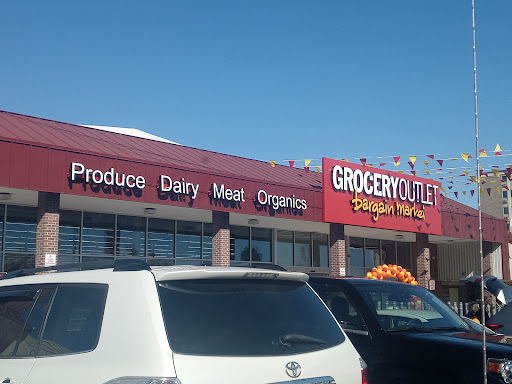 Produce Dairy Meat Organics
GROCERY OUTLET
bargain market